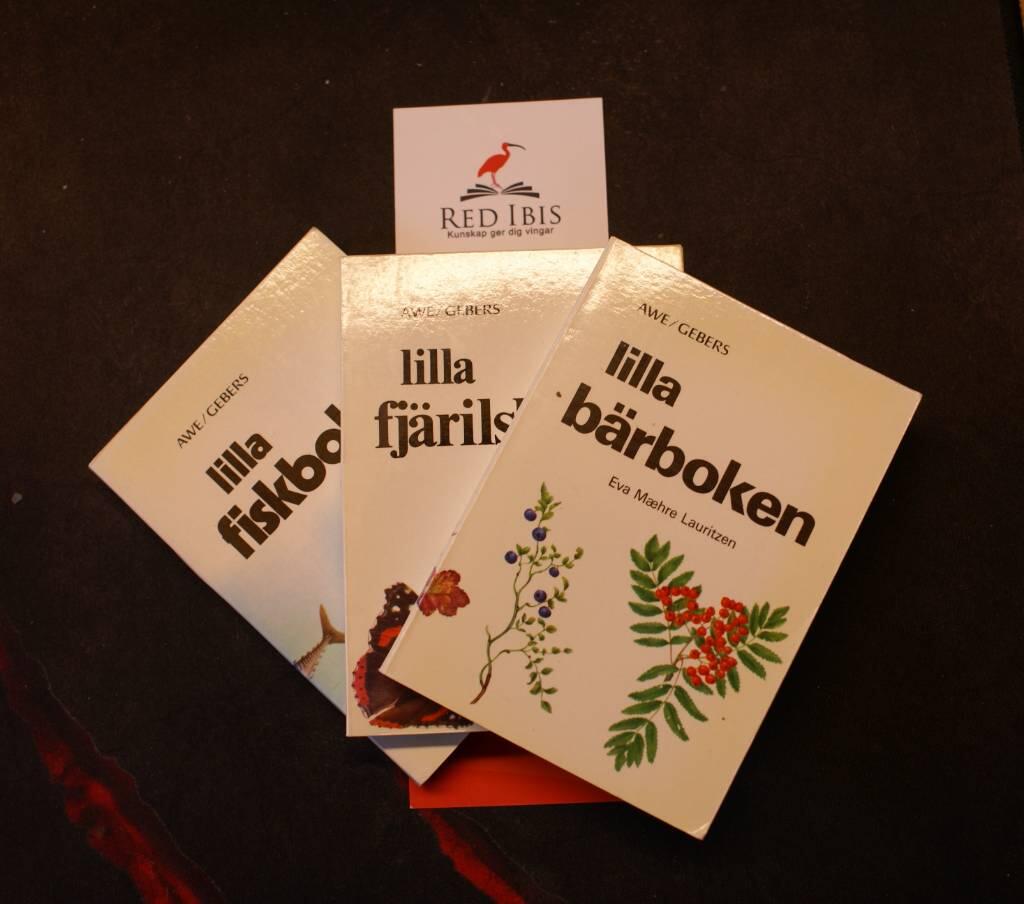 RED IBIS
Kunskap ger dig vingar
AWE/GEBERS
lilla
AWE/GEBERS
lilla
AWE/GEBERS
lilla
bärboken
Eva Mæhre Lauritzen